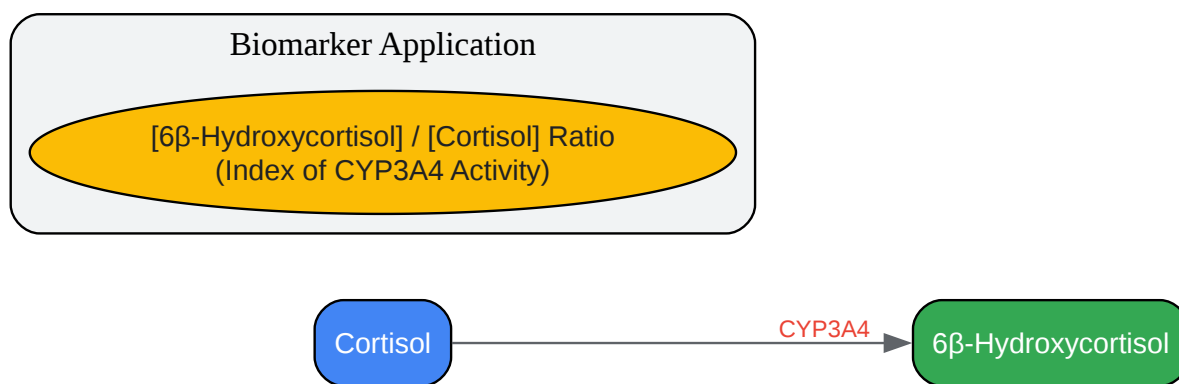 Biomarker Application
[6β-Hydroxycortisol] / [Cortisol] Ratio
(Index of CYP3A4 Activity)
Cortisol
CYP3A4
6β-Hydroxycortisol